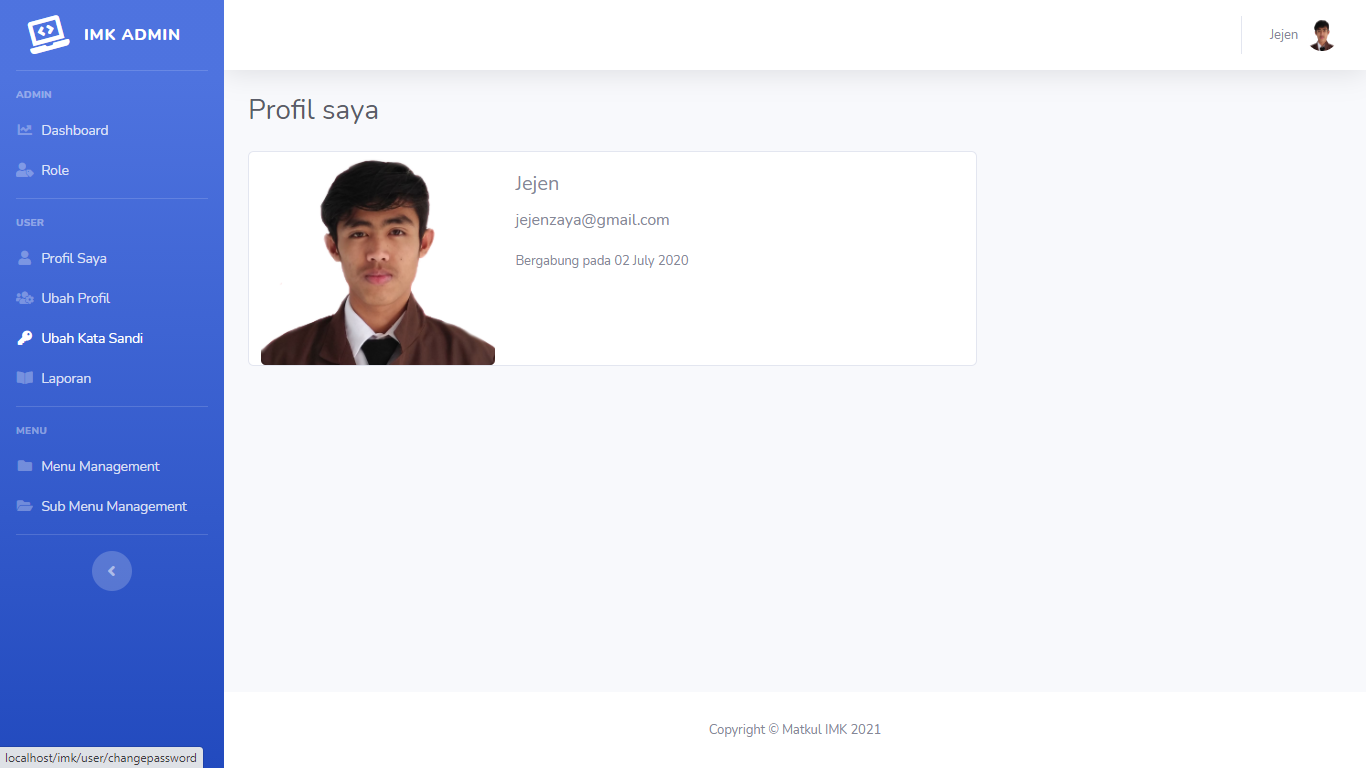 IMK ADMIN
Jejen
ADMIN
Dashboard
Role
USER
Profil Saya
Ubah Profil
Ubah Kata Sandi
Laporan
MENU
Menu Management
Sub Menu Management
Profil saya
Jejen
jejenzaya@gmail.com
Bergabung pada 02 July 2020
Copyright © Matkul IMK 2021
localhost/imk/user/changepassword